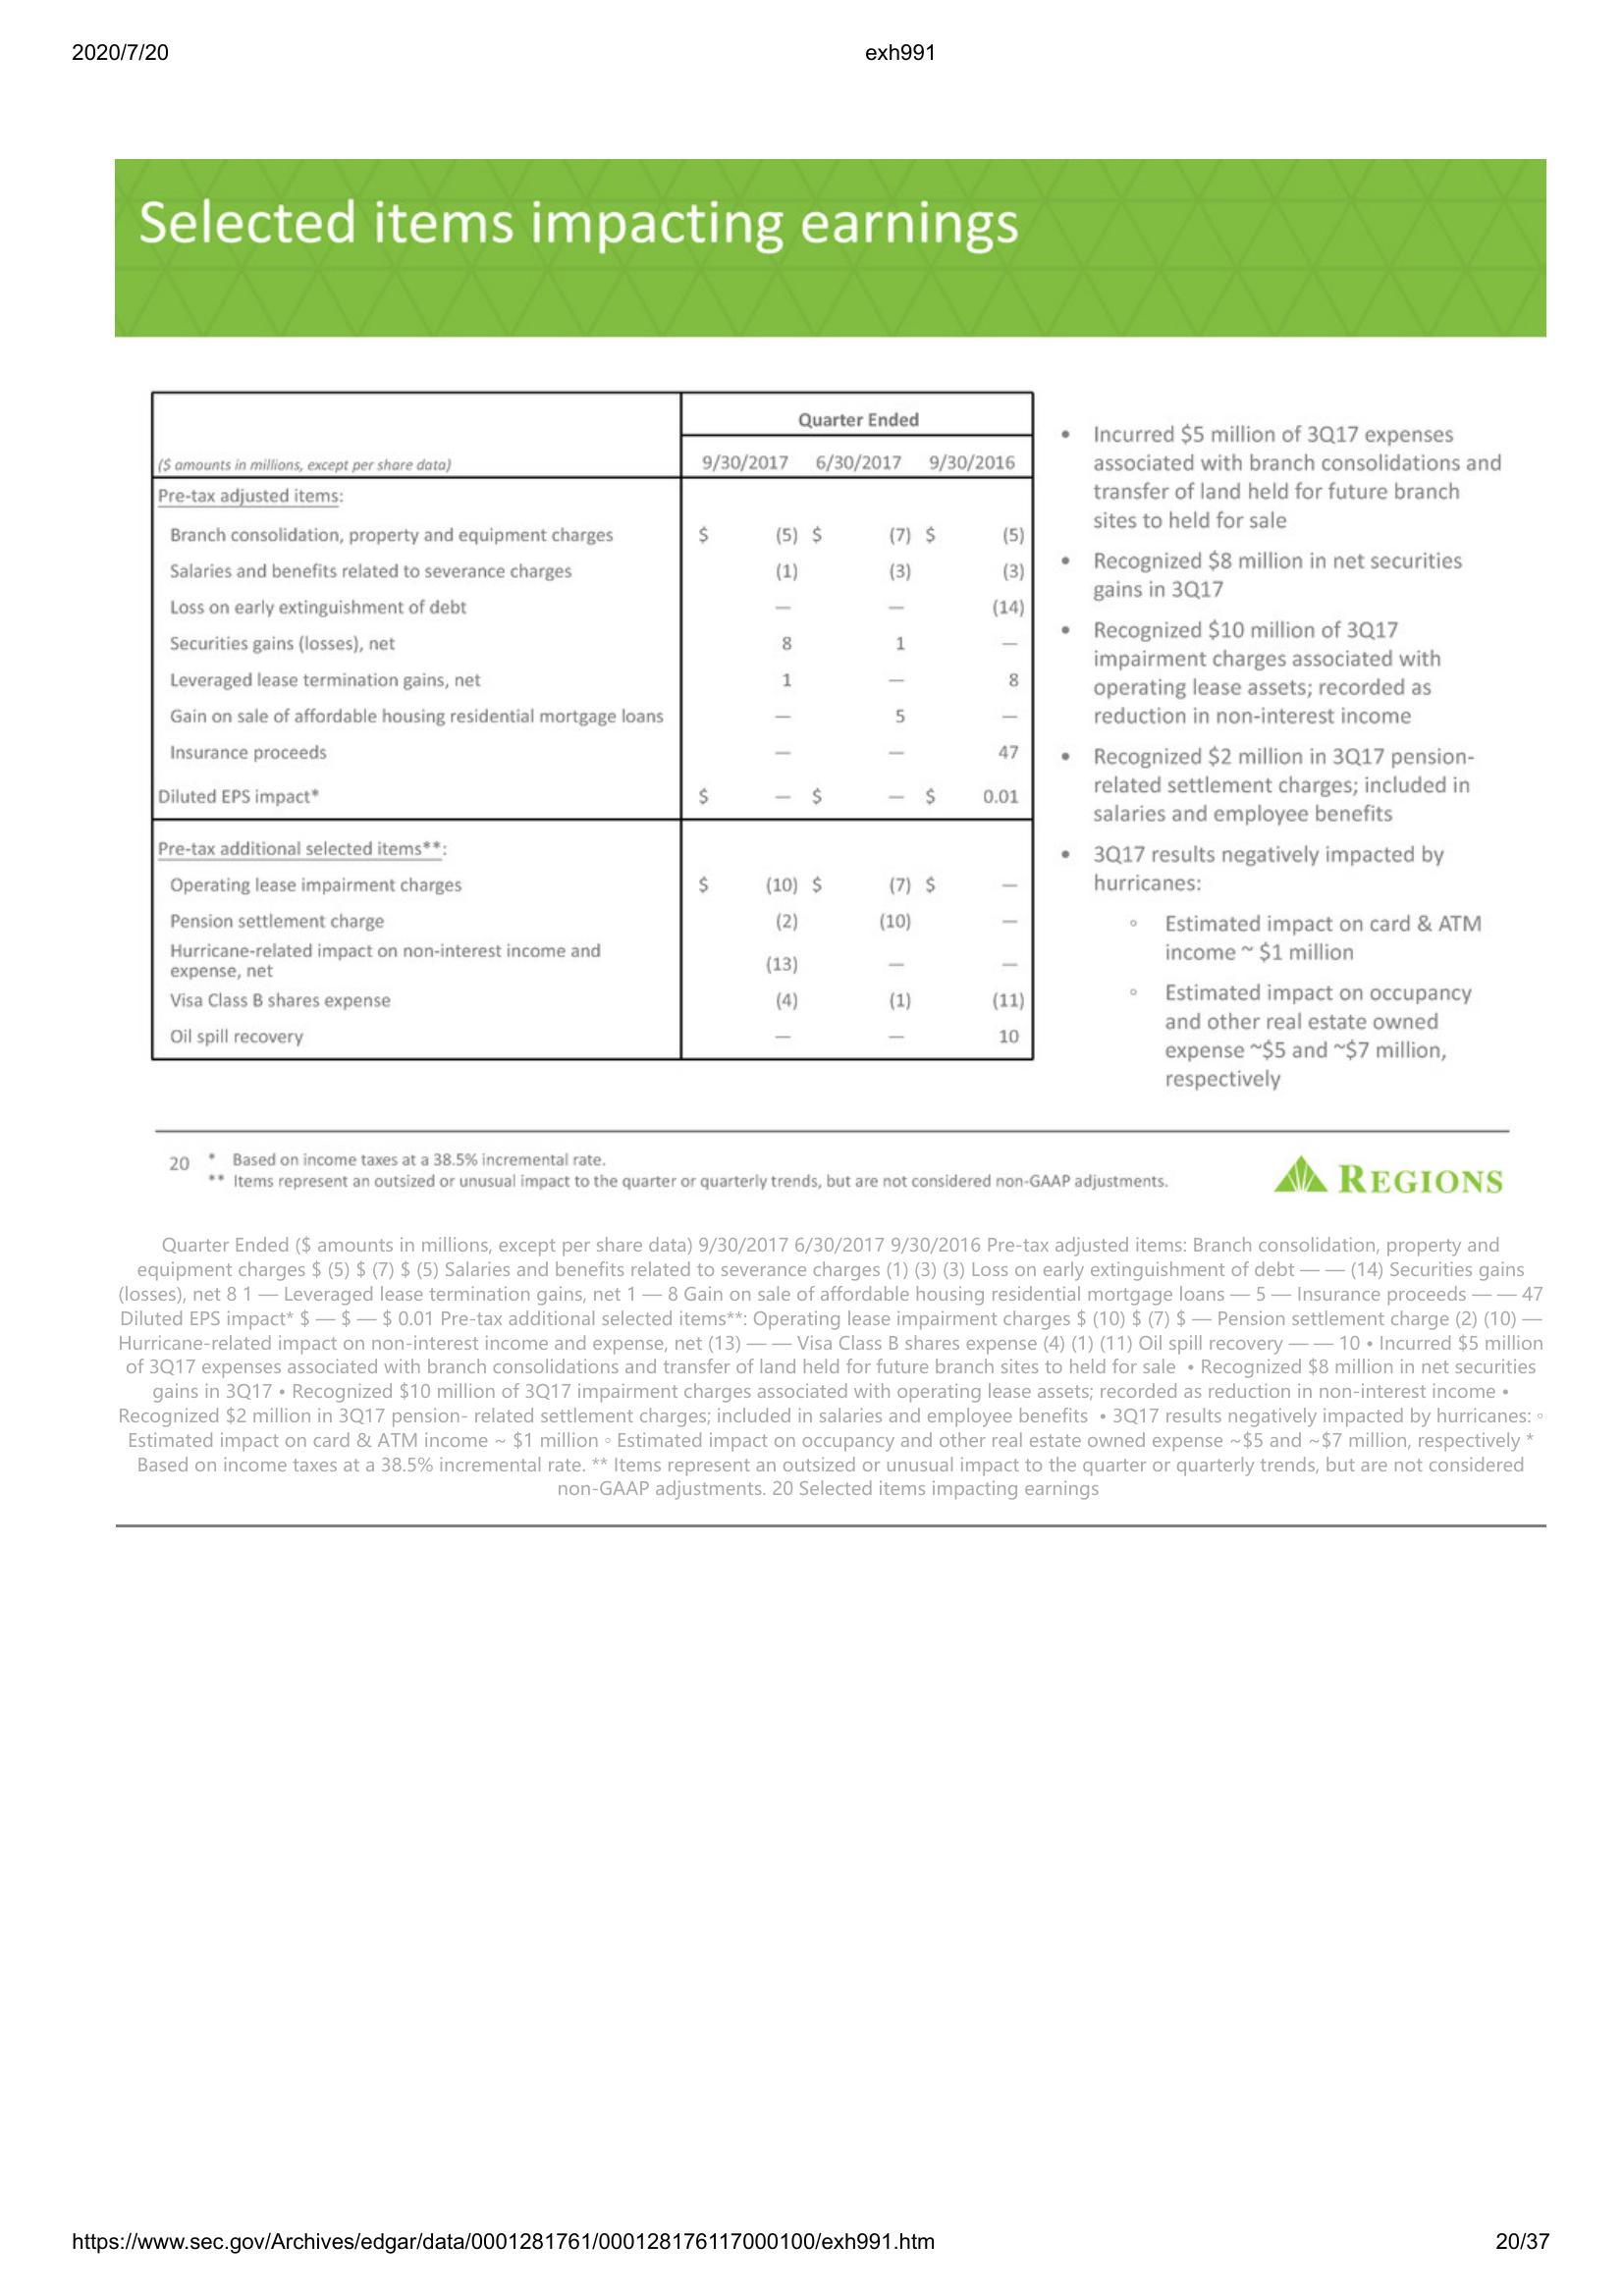 2020/7/20 exh991
Selected items impacting earnings
Quarter Ended
($ amounts in millions, except per share data) 9/30/2017 6/30/2017 9/30/2016
Pre-tax adjusted items:
Branch consolidation, property and equipment charges $ (5) $ (7) $ (5)
Salaries and benefits related to severance charges (1) (3) (3)
Loss on early extinguishment of debt — — (14)
Securities gains (losses), net 8 1 —
Leveraged lease termination gains, net 1 — 8
Gain on sale of affordable housing residential mortgage loans — 5 —
Insurance proceeds — — 47
Diluted EPS impact* $ — $ — $ 0.01
Pre-tax additional selected items**:
Operating lease impairment charges $ (10) $ (7) $ —
Pension settlement charge (2) (10) —
Hurricane-related impact on non-interest income and
expense, net (13) — —
Visa Class B shares expense (4) (1) (11)
Oil spill recovery — — 10
• Incurred $5 million of 3Q17 expenses
associated with branch consolidations and
transfer of land held for future branch
sites to held for sale
• Recognized $8 million in net securities
gains in 3Q17
• Recognized $10 million of 3Q17
impairment charges associated with
operating lease assets; recorded as
reduction in non-interest income
• Recognized $2 million in 3Q17 pension-
related settlement charges; included in
salaries and employee benefits
• 3Q17 results negatively impacted by
hurricanes:
◦ Estimated impact on card & ATM
income ~ $1 million
◦ Estimated impact on occupancy
and other real estate owned
expense ~$5 and ~$7 million,
respectively
20 * Based on income taxes at a 38.5% incremental rate.
** Items represent an outsized or unusual impact to the quarter or quarterly trends, but are not considered non-GAAP adjustments.
REGIONS
Quarter Ended ($ amounts in millions, except per share data) 9/30/2017 6/30/2017 9/30/2016 Pre-tax adjusted items: Branch consolidation, property and
equipment charges $ (5) $ (7) $ (5) Salaries and benefits related to severance charges (1) (3) (3) Loss on early extinguishment of debt — — (14) Securities gains
(losses), net 8 1 — Leveraged lease termination gains, net 1 — 8 Gain on sale of affordable housing residential mortgage loans — 5 — Insurance proceeds — — 47
Diluted EPS impact* $ — $ — $ 0.01 Pre-tax additional selected items**: Operating lease impairment charges $ (10) $ (7) $ — Pension settlement charge (2) (10) —
Hurricane-related impact on non-interest income and expense, net (13) — — Visa Class B shares expense (4) (1) (11) Oil spill recovery — — 10 • Incurred $5 million
of 3Q17 expenses associated with branch consolidations and transfer of land held for future branch sites to held for sale • Recognized $8 million in net securities
gains in 3Q17 • Recognized $10 million of 3Q17 impairment charges associated with operating lease assets; recorded as reduction in non-interest income •
Recognized $2 million in 3Q17 pension- related settlement charges; included in salaries and employee benefits • 3Q17 results negatively impacted by hurricanes: ◦
Estimated impact on card & ATM income ~ $1 million ◦ Estimated impact on occupancy and other real estate owned expense ~$5 and ~$7 million, respectively *
Based on income taxes at a 38.5% incremental rate. ** Items represent an outsized or unusual impact to the quarter or quarterly trends, but are not considered
non-GAAP adjustments. 20 Selected items impacting earnings
https://www.sec.gov/Archives/edgar/data/0001281761/000128176117000100/exh991.htm 20/37